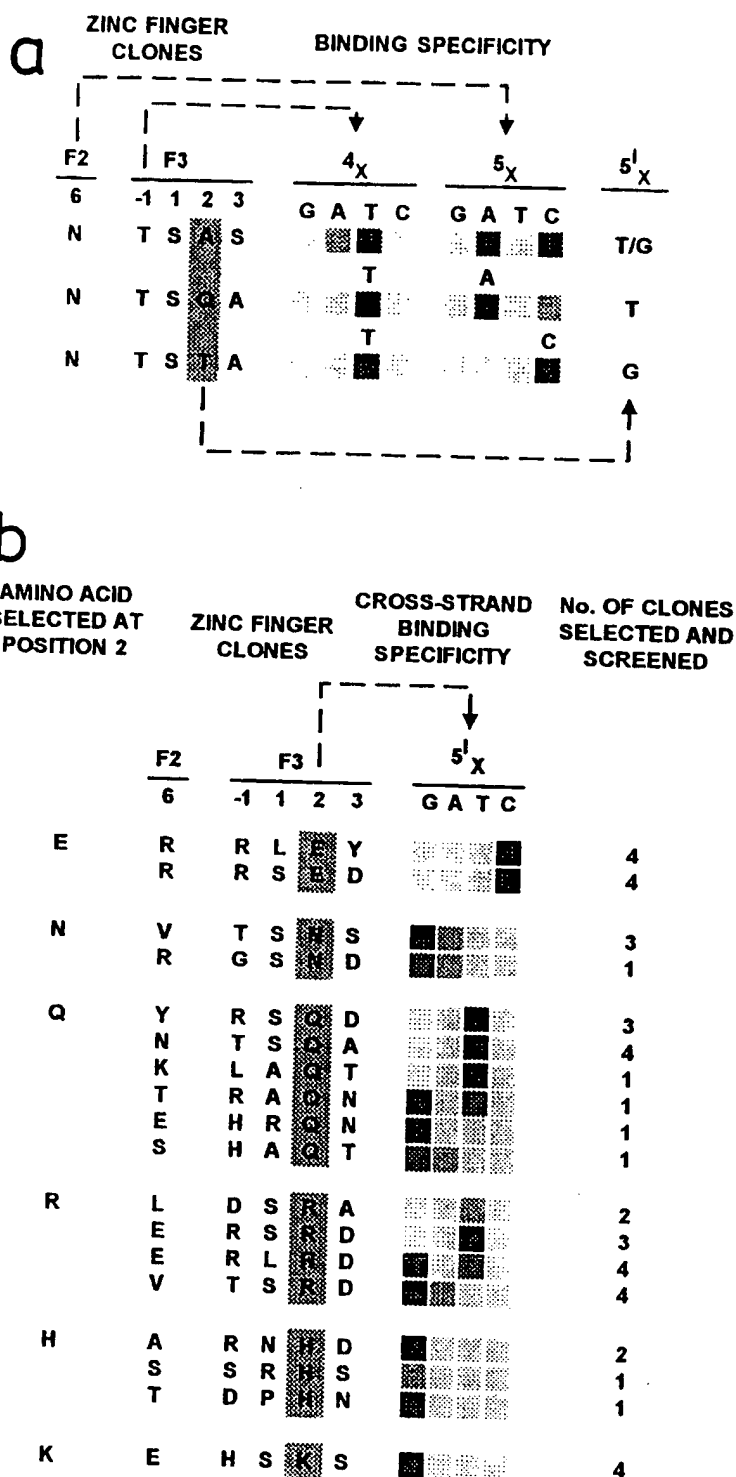 a
ZINC FINGER CLONES
BINDING SPECIFICITY
F2 F3 4X 5X 5'X
6 -1 1 2 3 G A T C G A T C
N T S A S T/G
T A
N T S Q A T
T C
N T S T A G
b
AMINO ACID SELECTED AT POSITION 2
ZINC FINGER CLONES
CROSS-STRAND BINDING SPECIFICITY
No. OF CLONES SELECTED AND SCREENED
F2 F3 5'X
6 -1 1 2 3 G A T C
E R R L E Y 4
R R S E D 4
N V T S N S 3
R G S N D 1
Q Y R S Q D 3
N T S Q A 4
K L A Q T 1
T R A Q N 1
E H R Q N 1
S H A Q T 1
R L D S R A 2
E R S R D 3
E R L R D 4
V T S R D 4
H A R N H D 2
S S R H S 1
T D P H N 1
K E H S K S 4